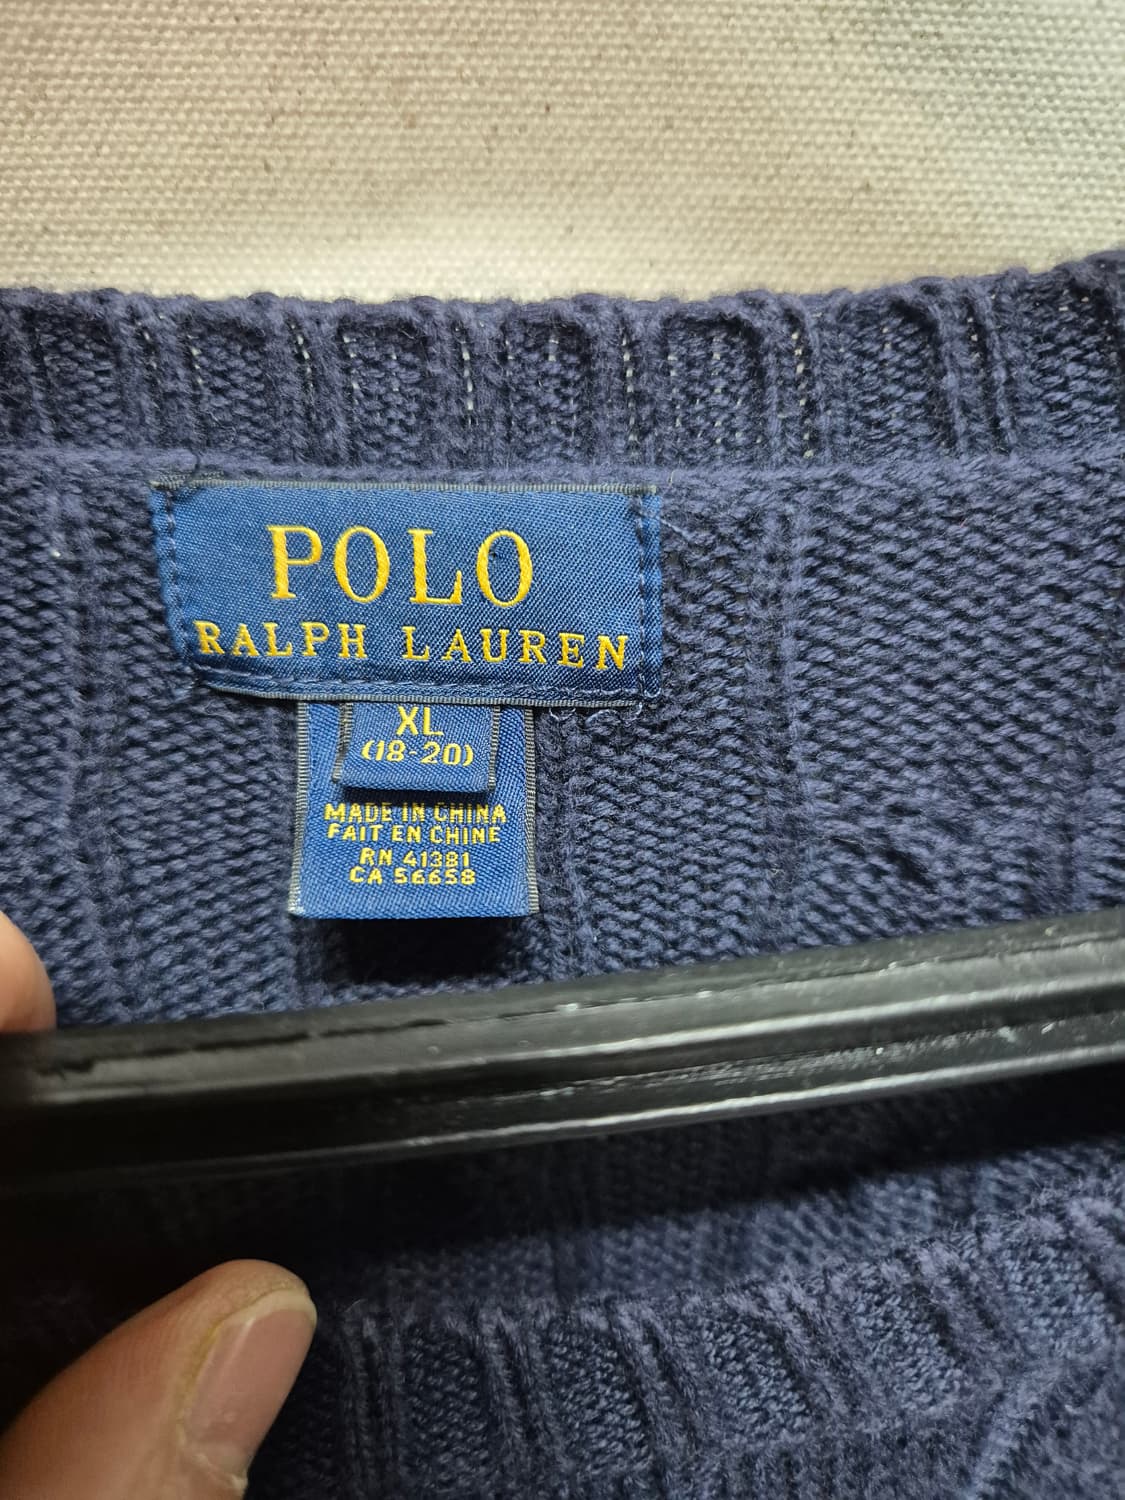 POLO
RALPH LAUREN
XL
(18-20)
MADE IN CHINA
FAIT EN CHINE
RN 41381
CA 56658